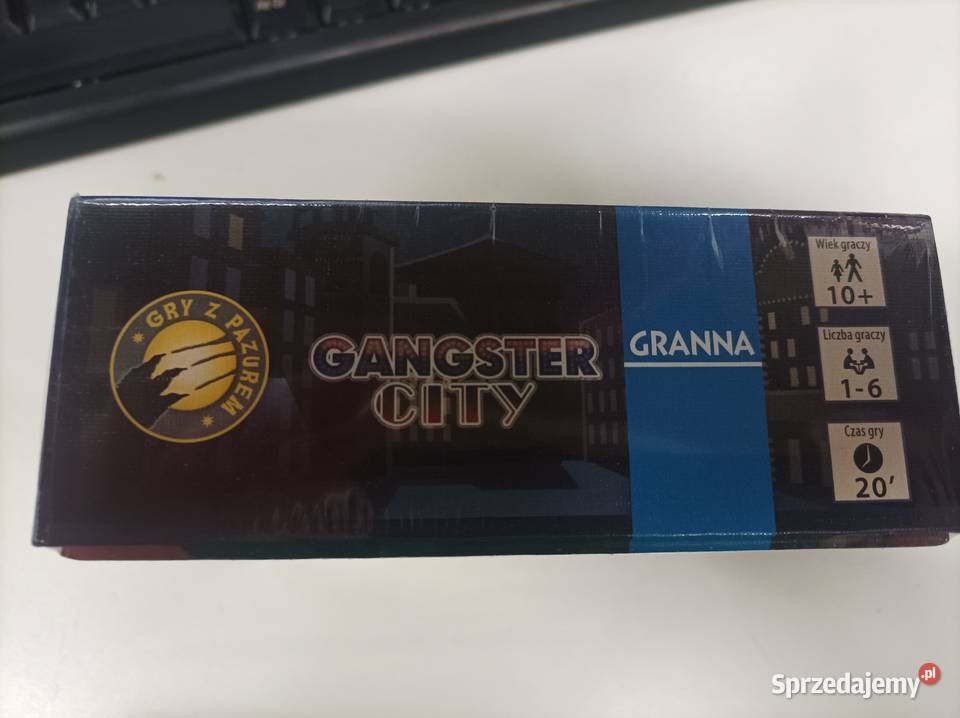 GRY Z PAZUREM
GANGSTER
CITY
GRANNA
Wiek graczy
10+
Liczba graczy
1-6
Czas gry
20'
Sprzedajemy.pl